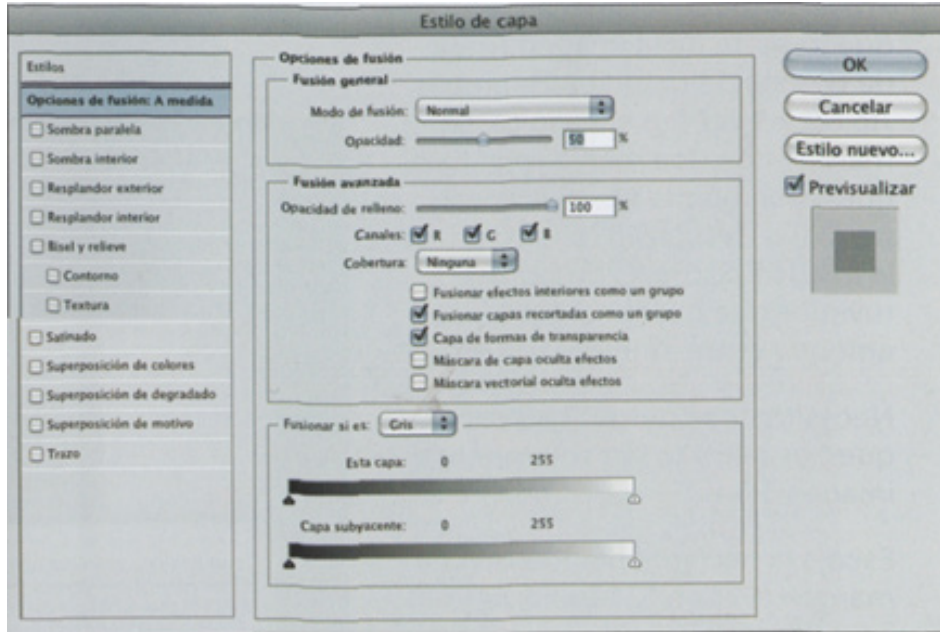 Estilo de capa
Estilos
Opciones de fusión: A medida
Sombra paralela
Sombra interior
Resplandor exterior
Resplandor interior
Bisel y relieve
Contorno
Textura
Satinado
Superposición de colores
Superposición de degradado
Superposición de motivo
Trazo
Opciones de fusión
Fusión general
Modo de fusión: Normal
Opacidad: 50 %
Fusión avanzada
Opacidad de relleno: 100 %
Canales: R G B
Cobertura: Ninguna
Fusionar efectos interiores como un grupo
Fusionar capas recortadas como un grupo
Capa de formas de transparencia
Máscara de capa oculta efectos
Máscara vectorial oculta efectos
Fusionar si es: Gris
Esta capa: 0 255
Capa subyacente: 0 255
OK
Cancelar
Estilo nuevo...
Previsualizar